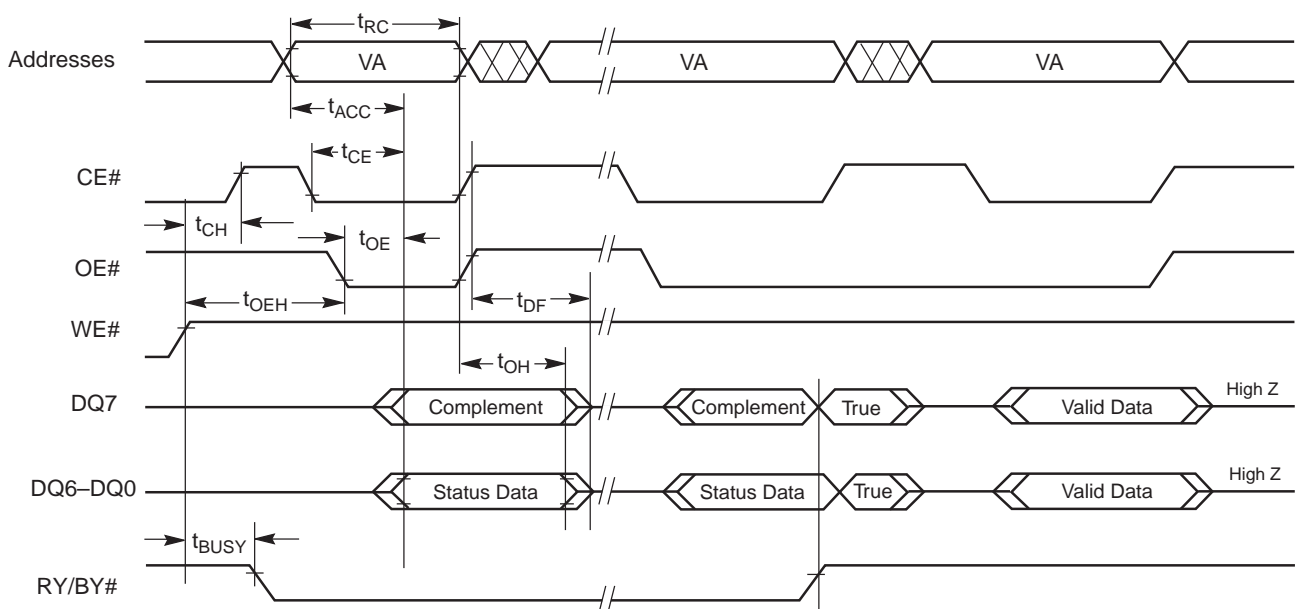 tRC
Addresses VA VA VA
tACC
tCE
CE#
tCH
tOE
OE#
tOEH
tDF
WE#
tOH
DQ7 Complement Complement True Valid Data High Z
DQ6–DQ0 Status Data Status Data True Valid Data High Z
tBUSY
RY/BY#